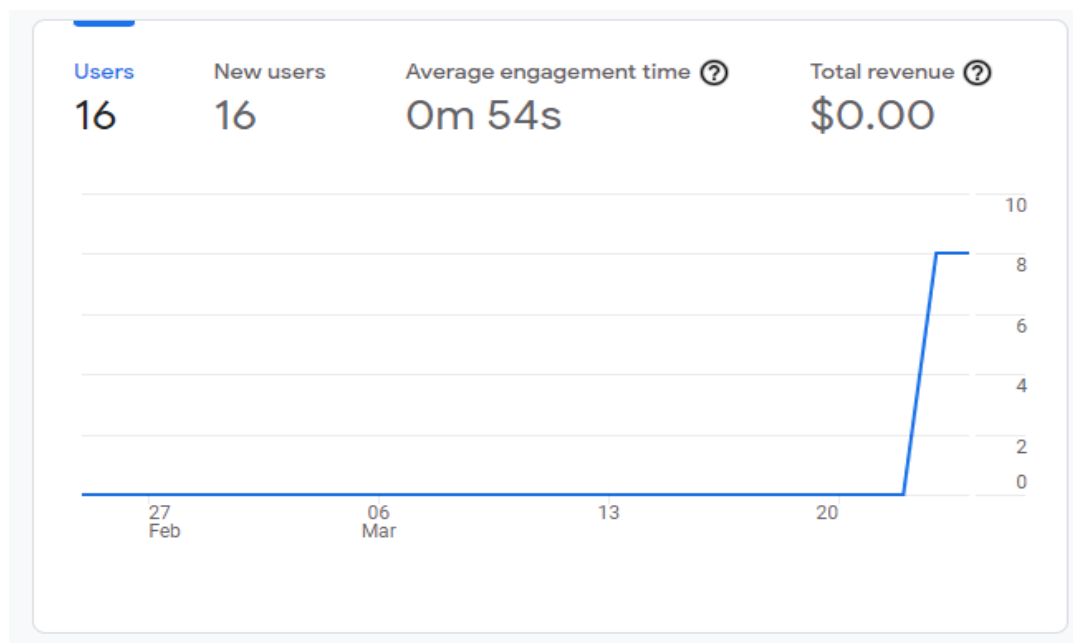 Users New users Average engagement time ? Total revenue ?
16 16 0m 54s $0.00
10
8
6
4
2
0
27 06 13 20
Feb Mar